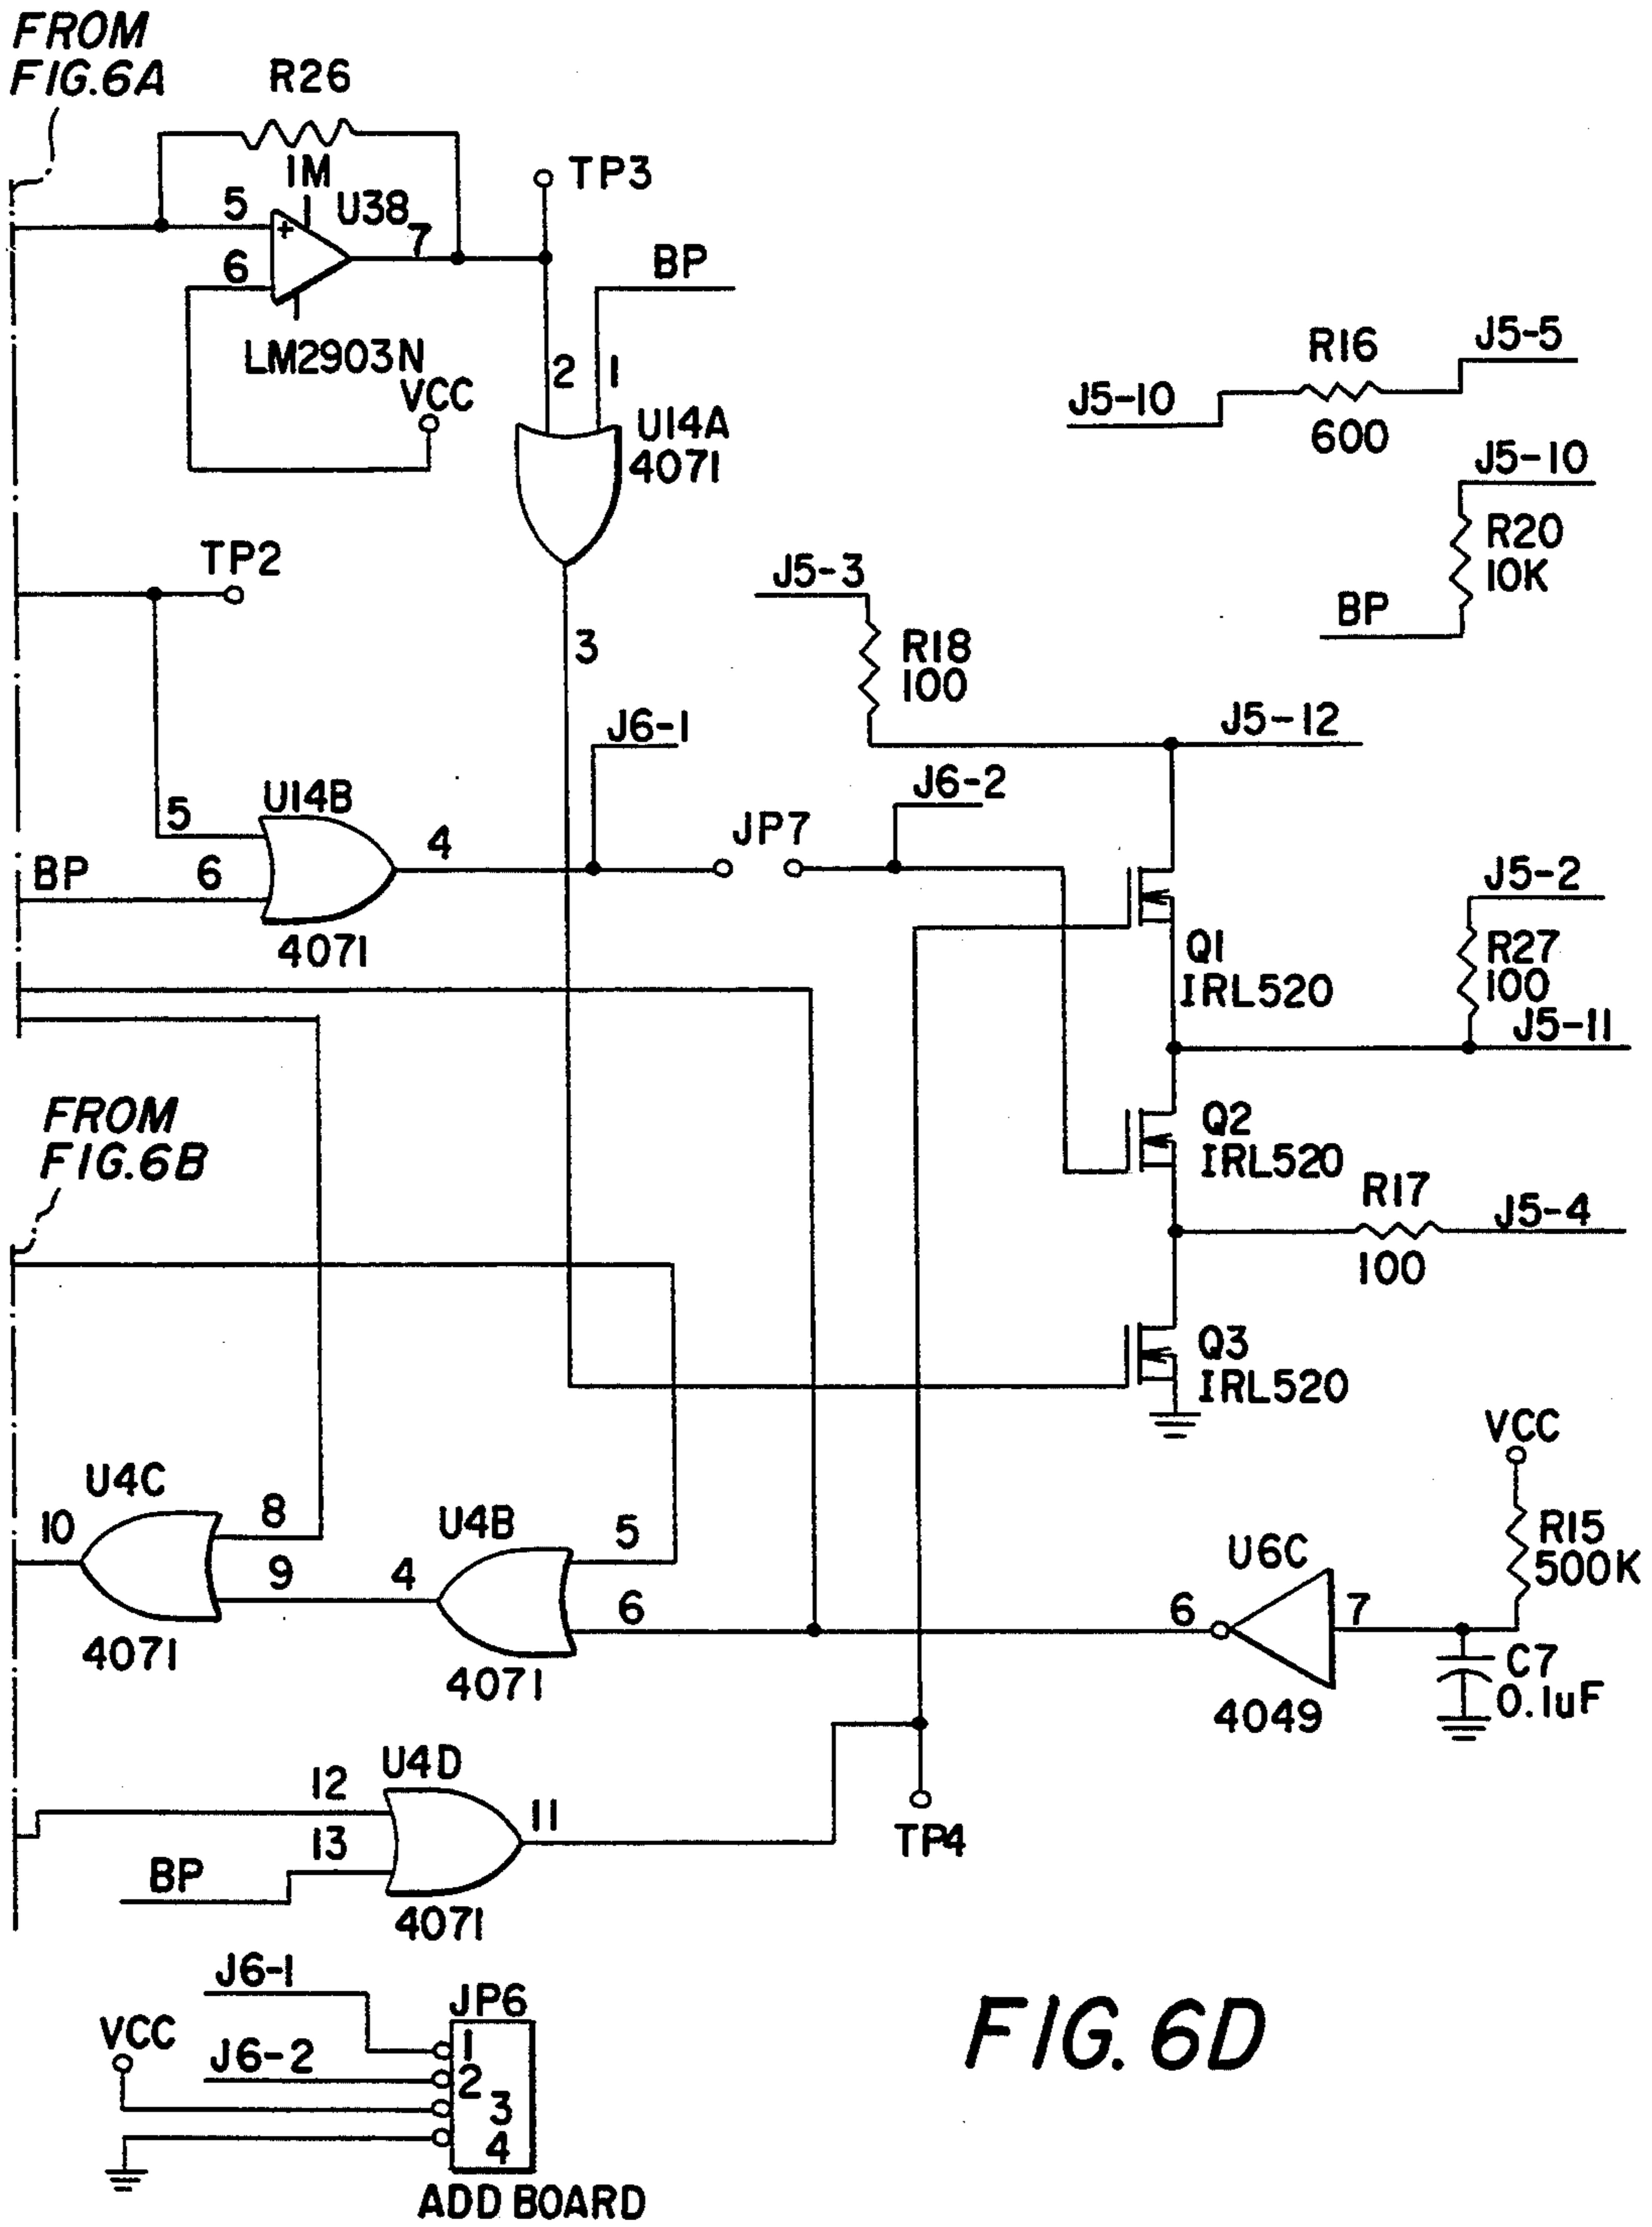 FROM
FIG.6A
R26
1M
5
U38
7
6
+
TP3
BP
LM2903N
VCC
2
1
U14A
4071
R16
J5-5
J5-10
600
J5-10
R20
10K
BP
TP2
J5-3
R18
100
3
J6-1
J5-12
J6-2
U14B
5
4
JP7
BP
6
4071
J5-2
Q1
IRL520
R27
100
J5-11
FROM
FIG.6B
Q2
IRL520
R17
J5-4
100
Q3
IRL520
VCC
U4C
10
8
9
4071
U4B
5
4
6
4071
U6C
6
7
4049
R15
500K
C7
0.1uF
U4D
12
13
11
BP
4071
TP4
J6-1
JP6
VCC
J6-2
1
2
3
4
ADD BOARD
FIG. 6D